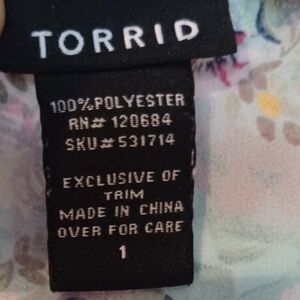 TORRID
100%POLYESTER
RN# 120684
SKU# 531714
EXCLUSIVE OF
TRIM
MADE IN CHINA
OVER FOR CARE
1